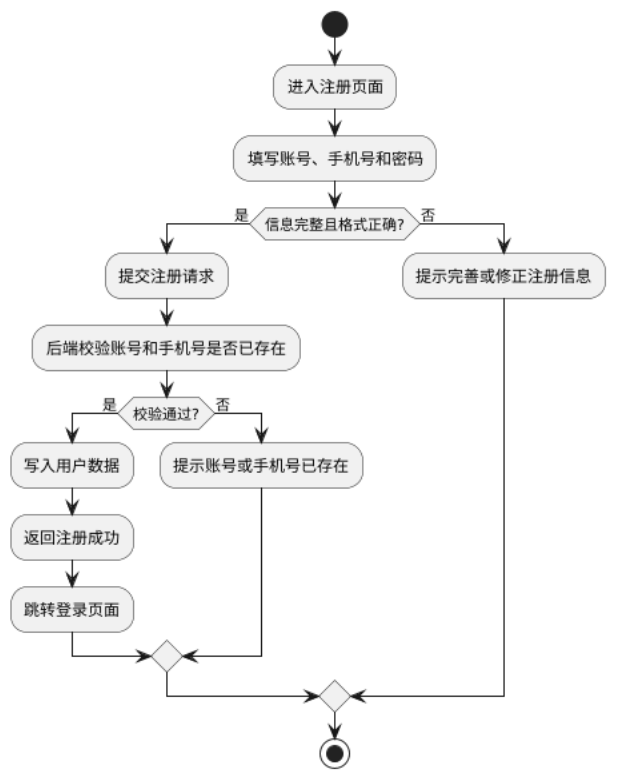 进入注册页面
填写账号、手机号和密码
是
信息完整且格式正确?
否
提交注册请求
提示完善或修正注册信息
后端校验账号和手机号是否已存在
是
校验通过?
否
写入用户数据
提示账号或手机号已存在
返回注册成功
跳转登录页面